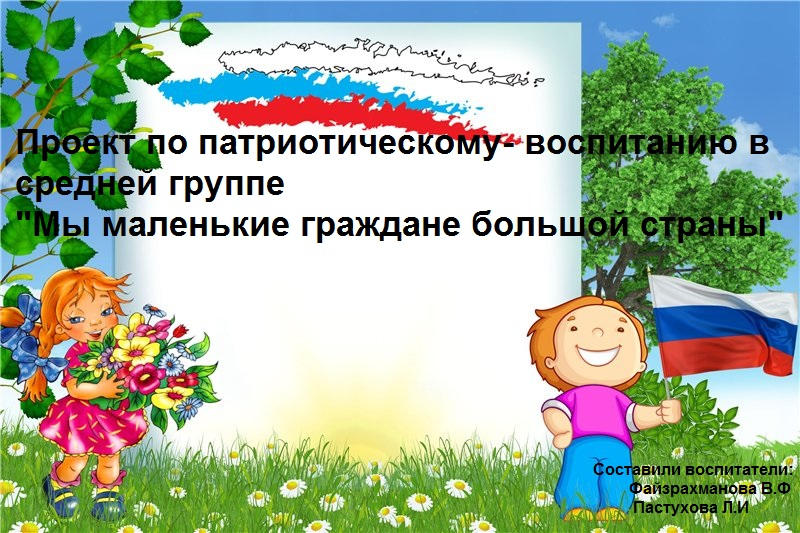 Проект по патриотическому- воспитанию в
средней группе
"Мы маленькие граждане большой страны"
Составили воспитатели:
Файзрахманова В.Ф
Пастухова Л.И